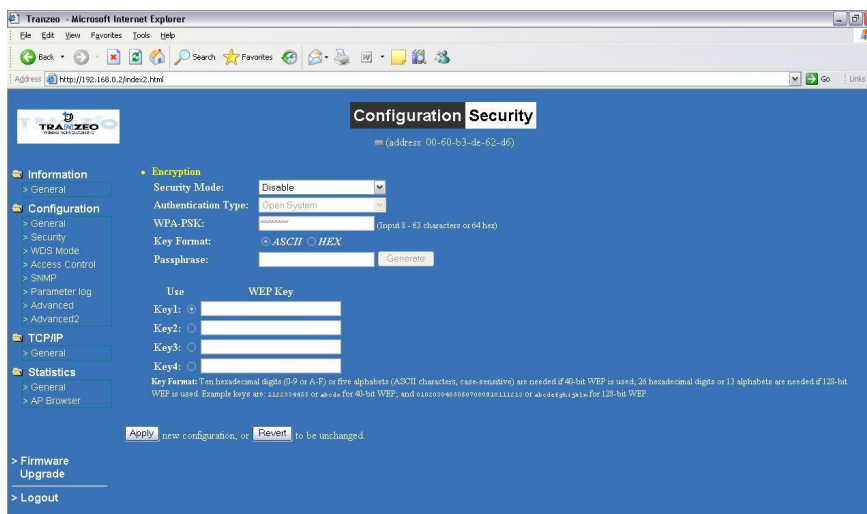 Tranzeo - Microsoft Internet Explorer
File Edit View Favorites Tools Help
Back Search Favorites
Address http://192.168.0.2/index2.html Go Links
TRANZEO
Configuration Security
(address: 00-60-b3-de-62-d6)
Information
> General
Configuration
> General
> Security
> WDS Mode
> Access Control
> SNMP
> Parameter log
> Advanced
> Advanced2
TCP/IP
> General
Statistics
> General
> AP Browser
> Firmware
Upgrade
> Logout
• Encryption
Security Mode: Disable
Authentication Type: Open System
WPA-PSK: ******** (Input 8 - 63 characters or 64 hex)
Key Format: ASCII HEX
Passphrase: Generate
Use WEP Key
Key1:
Key2:
Key3:
Key4:
Key Format: Ten hexadecimal digits (0-9 or A-F) or five alphabets (ASCII characters, case-sensitive) are needed if 40-bit WEP is used; 26 hexadecimal digits or 13 alphabets are needed if 128-bit
WEP is used. Example keys are: 1122334455 or abcde for 40-bit WEP; and or abcdefghijklm for 128-bit WEP.
Apply new configuration, or Revert to be unchanged.